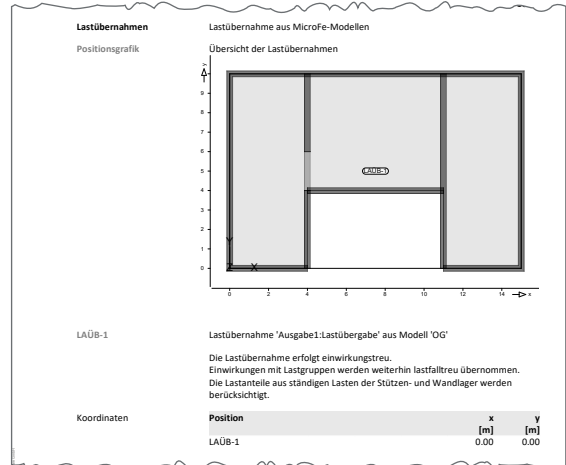 Lastübernahmen Lastübernahme aus MicroFe-Modellen
Positionsgrafik Übersicht der Lastübernahmen
y
9
8
7
6
5
4
3
2
1
0
LAÜB-1
Y
Z X
0 2 4 6 8 10 12 14 x
LAÜB-1 Lastübernahme 'Ausgabe1:Lastübergabe' aus Modell 'OG'
Die Lastübernahme erfolgt einwirkungstreu.
Einwirkungen mit Lastgruppen werden weiterhin lastfalltreu übernommen.
Die Lastanteile aus ständigen Lasten der Stützen- und Wandlager werden
berücksichtigt.
Koordinaten Position x y
[m] [m]
LAÜB-1 0.00 0.00